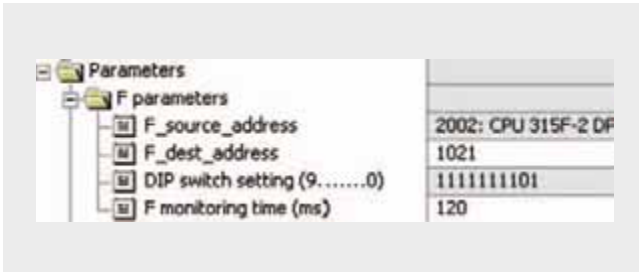 Parameters
F parameters
F_source_address 2002: CPU 315F-2 DP
F_dest_address 1021
DIP switch setting (9.......0) 1111111101
F monitoring time (ms) 120